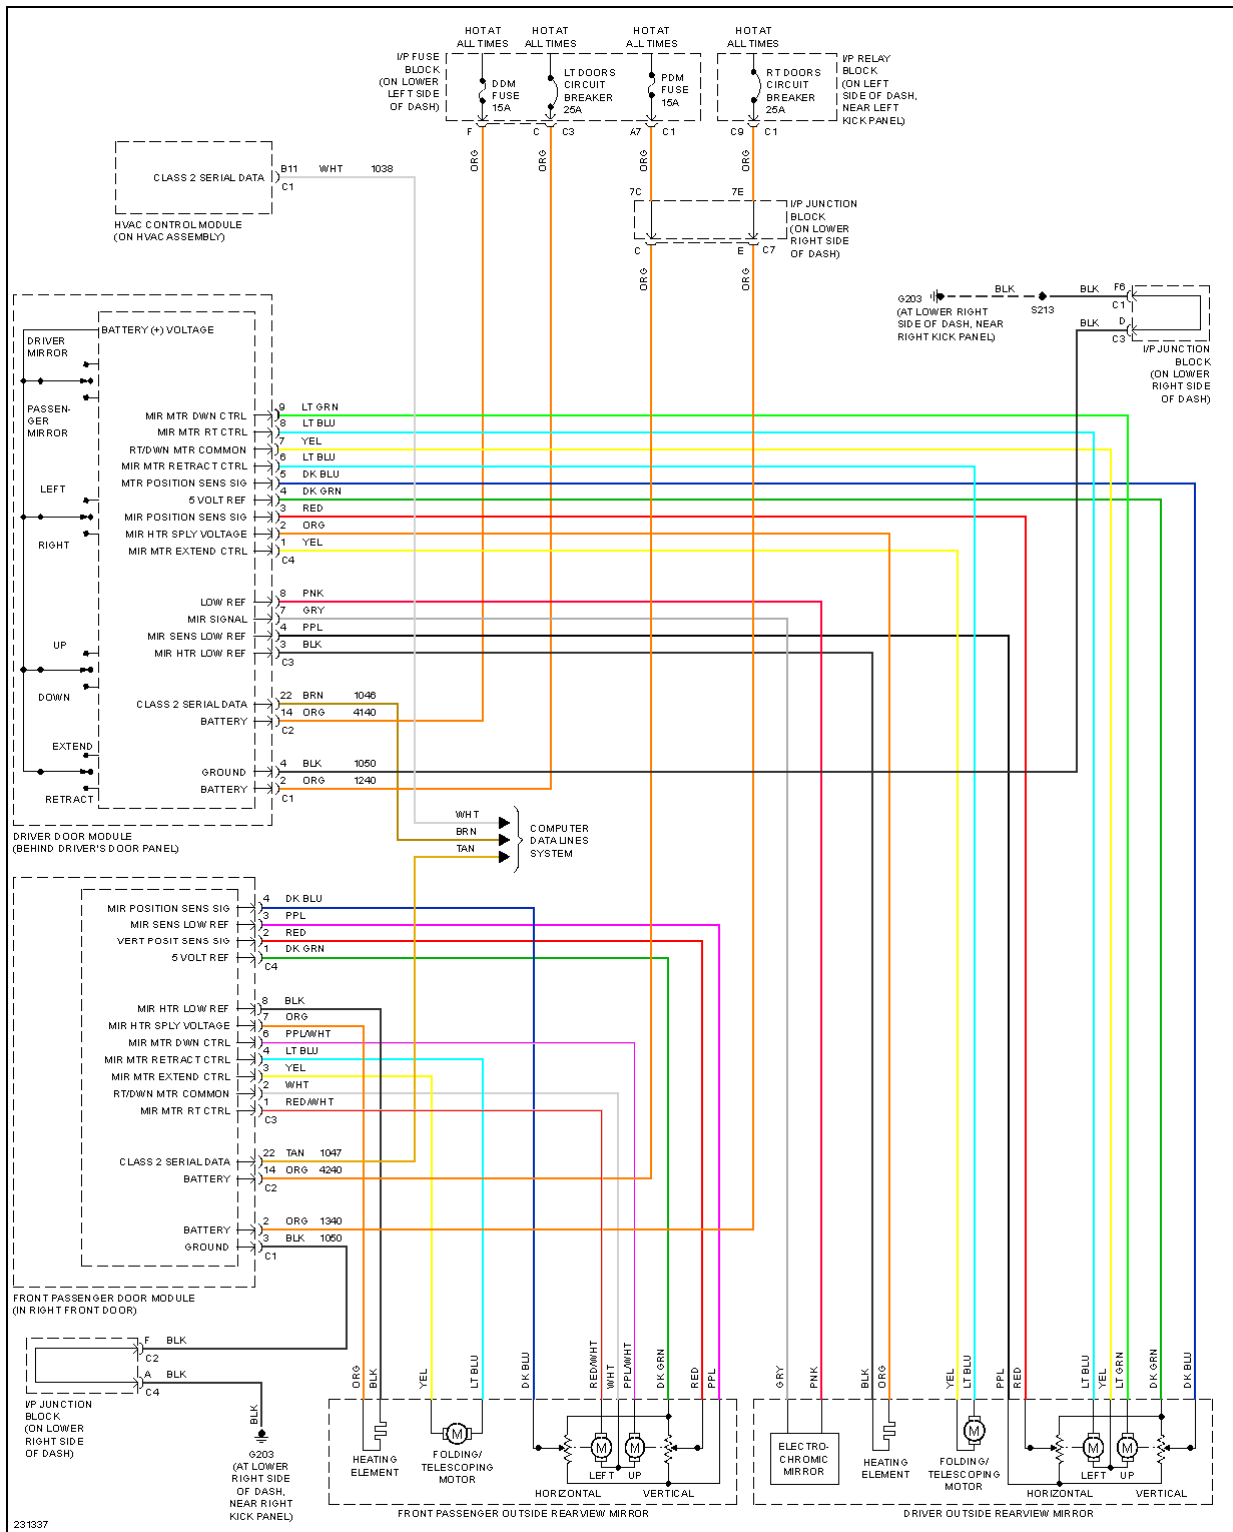 HOT AT ALL TIMES
HOT AT ALL TIMES
HOT AT ALL TIMES
HOT AT ALL TIMES
I/P FUSE
BLOCK
(ON LOWER
LEFT SIDE
OF DASH)
DDM
FUSE
15A
LT DOORS
CIRCUIT
BREAKER
25A
PDM
FUSE
15A
RT DOORS
CIRCUIT
BREAKER
25A
I/P RELAY
BLOCK
(ON LEFT
SIDE OF DASH,
NEAR LEFT
KICK PANEL)
F C C3 A7 C1 C9 C1
ORG ORG ORG ORG
CLASS 2 SERIAL DATA B11 WHT 1038
C1
HVAC CONTROL MODULE
(ON HVAC ASSEMBLY)
7C 7E
I/P JUNCTION
BLOCK
(ON LOWER
RIGHT SIDE
OF DASH)
C E C7
ORG ORG
G203
(AT LOWER RIGHT
SIDE OF DASH, NEAR
RIGHT KICK PANEL)
BLK
S213
BLK F6
C1
BLK D
C3
I/P JUNCTION
BLOCK
(ON LOWER
RIGHT SIDE
OF DASH)
BATTERY (+) VOLTAGE
DRIVER
MIRROR
PASSEN-
GER
MIRROR
LEFT
RIGHT
UP
DOWN
EXTEND
RETRACT
MIR MTR DWN CTRL 9 LT GRN
MIR MTR RT CTRL 8 LT BLU
RT/DWN MTR COMMON 7 YEL
MIR MTR RETRACT CTRL 6 LT BLU
MTR POSITION SENS SIG 5 DK BLU
5 VOLT REF 4 DK GRN
MIR POSITION SENS SIG 3 RED
MIR HTR SPLY VOLTAGE 2 ORG
MIR MTR EXTEND CTRL 1 YEL
C4
LOW REF 8 PNK
MIR SIGNAL 7 GRY
MIR SENS LOW REF 4 PPL
MIR HTR LOW REF 3 BLK
C3
CLASS 2 SERIAL DATA 22 BRN 1046
BATTERY 14 ORG 4140
C2
GROUND 4 BLK 1050
BATTERY 2 ORG 1240
C1
DRIVER DOOR MODULE
(BEHIND DRIVER'S DOOR PANEL)
WHT
BRN
TAN
COMPUTER
DATA LINES
SYSTEM
MIR POSITION SENS SIG 4 DK BLU
MIR SENS LOW REF 3 PPL
VERT POSIT SENS SIG 2 RED
5 VOLT REF 1 DK GRN
C4
MIR HTR LOW REF 8 BLK
MIR HTR SPLY VOLTAGE 7 ORG
MIR MTR DWN CTRL 6 PPL/WHT
MIR MTR RETRACT CTRL 4 LT BLU
MIR MTR EXTEND CTRL 3 YEL
RT/DWN MTR COMMON 2 WHT
MIR MTR RT CTRL 1 RED/WHT
C3
CLASS 2 SERIAL DATA 22 TAN 1047
BATTERY 14 ORG 4240
C2
BATTERY 2 ORG 1340
GROUND 3 BLK 1050
C1
FRONT PASSENGER DOOR MODULE
(IN RIGHT FRONT DOOR)
F BLK
C2
A BLK
C4
I/P JUNCTION
BLOCK
(ON LOWER
RIGHT SIDE
OF DASH)
BLK
G203
(AT LOWER
RIGHT SIDE
OF DASH,
NEAR RIGHT
KICK PANEL)
ORG BLK YEL LT BLU DK BLU RED/WHT WHT PPL/WHT DK GRN RED PPL
GRY PNK BLK ORG YEL LT BLU PPL RED LT BLU YEL LT GRN DK GRN DK BLU
HEATING
ELEMENT
M
FOLDING/
TELESCOPING
MOTOR
M M
LEFT UP
HORIZONTAL VERTICAL
FRONT PASSENGER OUTSIDE REARVIEW MIRROR
ELECTRO-
CHROMIC
MIRROR
HEATING
ELEMENT
M
FOLDING/
TELESCOPING
MOTOR
M M
LEFT UP
HORIZONTAL VERTICAL
DRIVER OUTSIDE REARVIEW MIRROR
231337